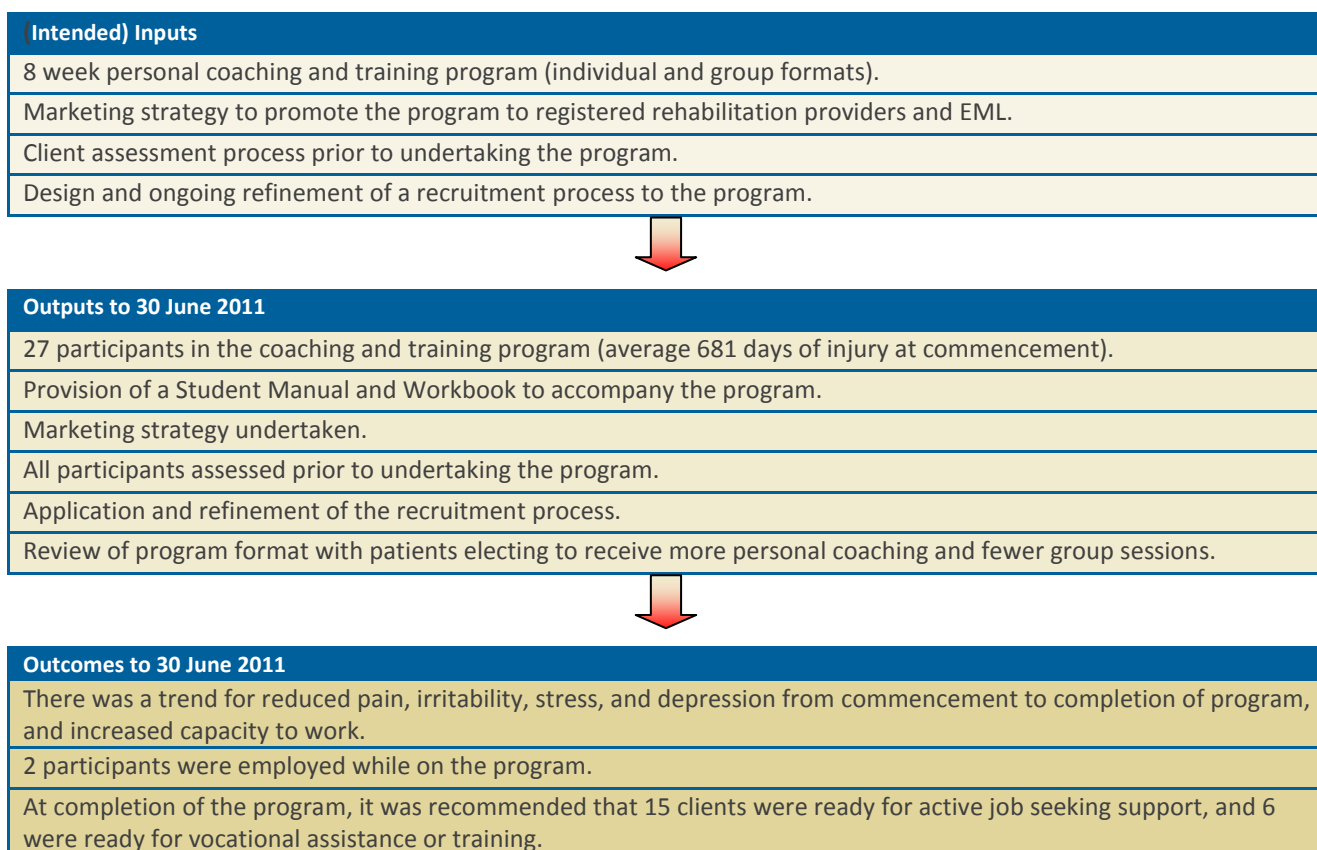 (Intended) Inputs
8 week personal coaching and training program (individual and group formats).
Marketing strategy to promote the program to registered rehabilitation providers and EML.
Client assessment process prior to undertaking the program.
Design and ongoing refinement of a recruitment process to the program.
Outputs to 30 June 2011
27 participants in the coaching and training program (average 681 days of injury at commencement).
Provision of a Student Manual and Workbook to accompany the program.
Marketing strategy undertaken.
All participants assessed prior to undertaking the program.
Application and refinement of the recruitment process.
Review of program format with patients electing to receive more personal coaching and fewer group sessions.
Outcomes to 30 June 2011
There was a trend for reduced pain, irritability, stress, and depression from commencement to completion of program,
and increased capacity to work.
2 participants were employed while on the program.
At completion of the program, it was recommended that 15 clients were ready for active job seeking support, and 6
were ready for vocational assistance or training.